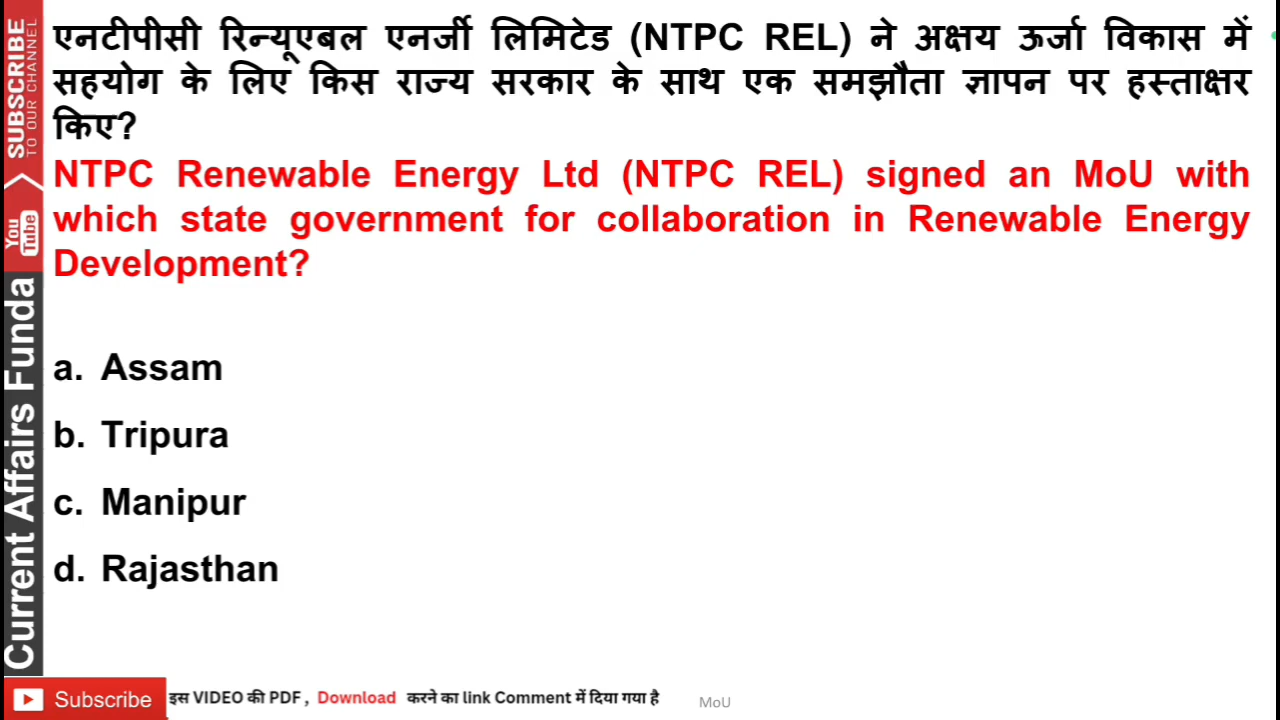 एनटीपीसी रिन्यूएबल एनर्जी लिमिटेड (NTPC REL) ने अक्षय ऊर्जा विकास में
सहयोग के लिए किस राज्य सरकार के साथ एक समझौता ज्ञापन पर हस्ताक्षर
किए?
NTPC Renewable Energy Ltd (NTPC REL) signed an MoU with
which state government for collaboration in Renewable Energy
Development?
a. Assam
b. Tripura
c. Manipur
d. Rajasthan
SUBSCRIBE
TO OUR CHANNEL
You
Tube
Current Affairs Funda
Subscribe
इस VIDEO की PDF , Download करने का link Comment में दिया गया है
MoU